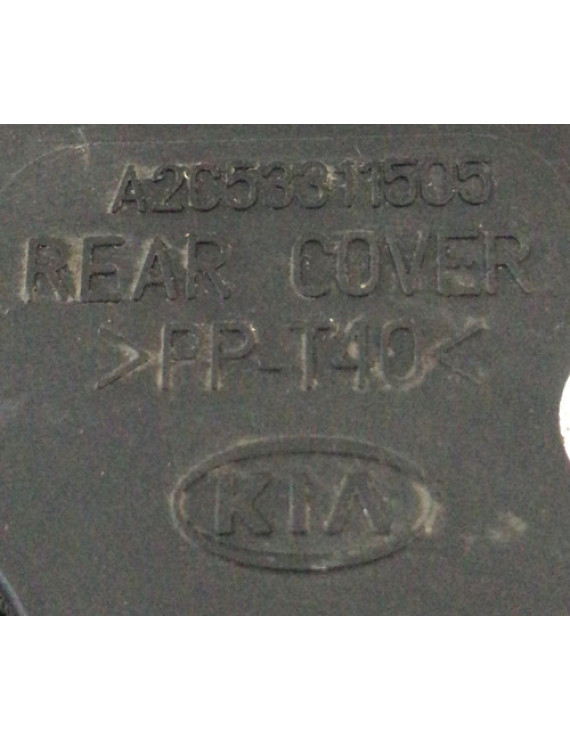 A2C53311505
REAR COVER
>PP-T40<
KIA